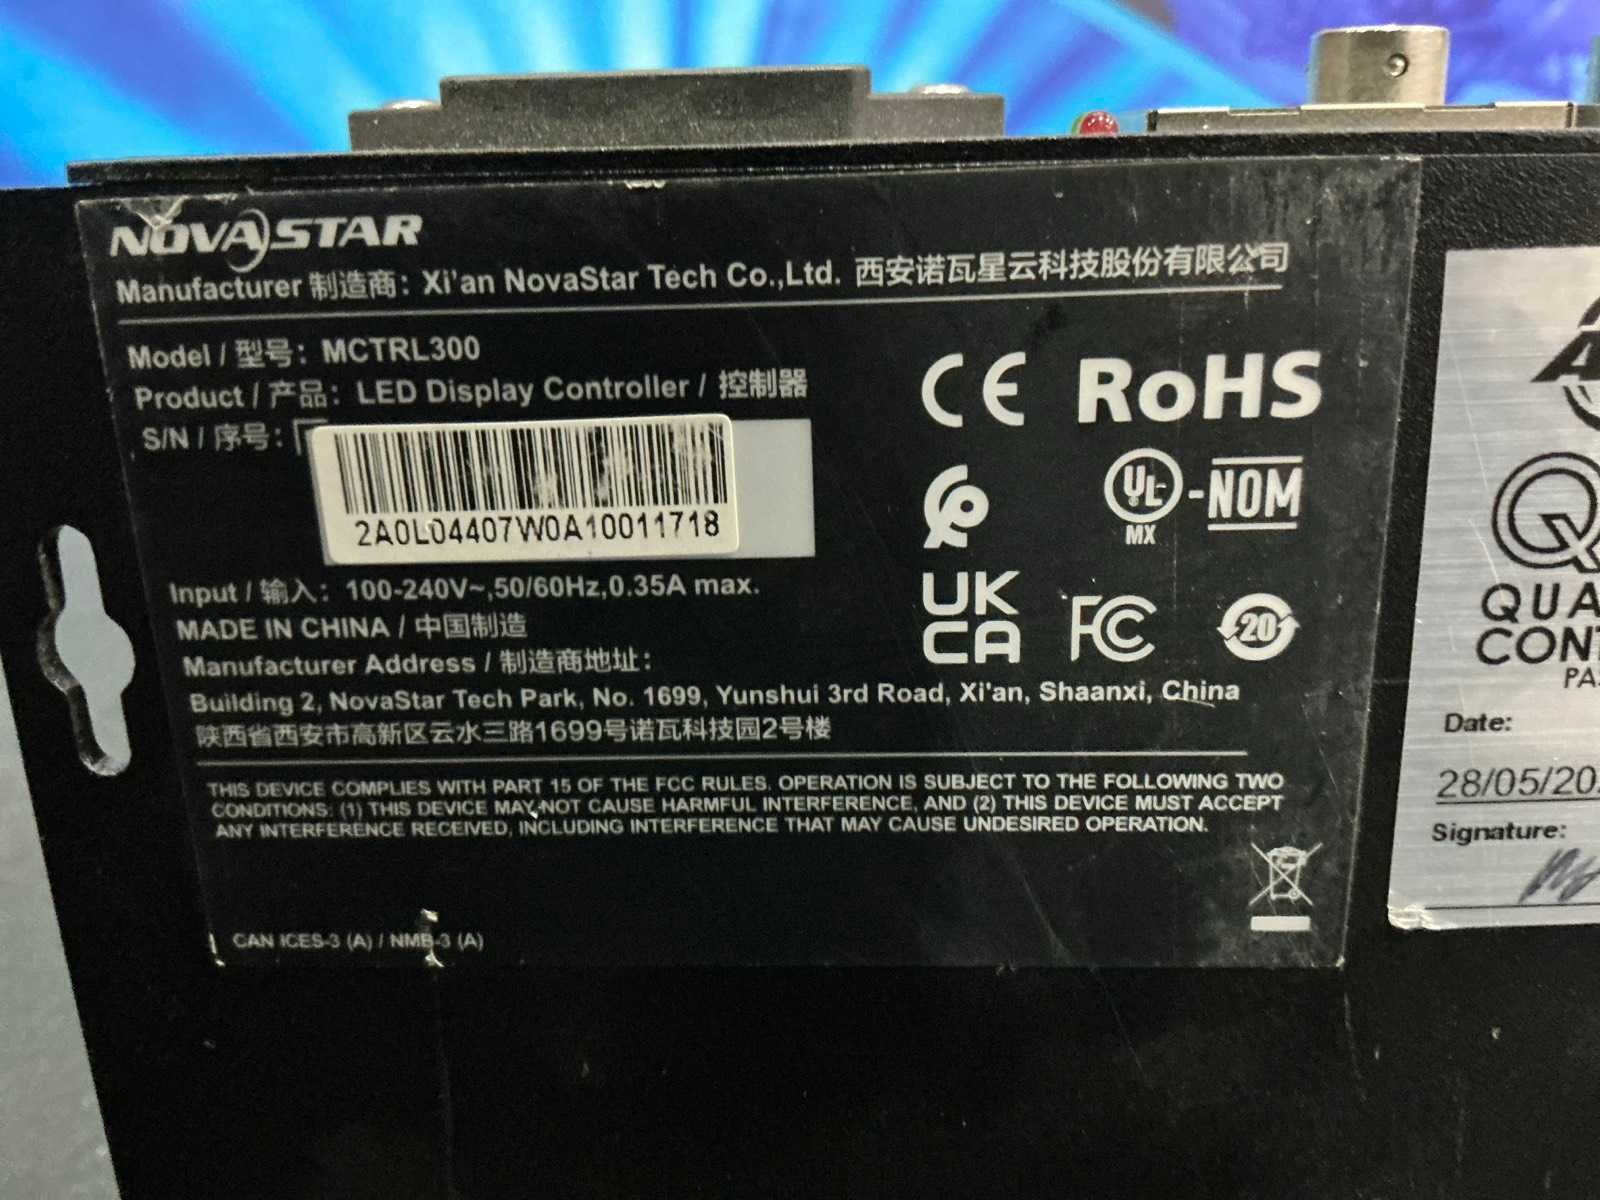 NOVASTAR
Manufacturer 制造商：Xi'an NovaStar Tech Co.,Ltd. 西安诺瓦星云科技股份有限公司
Model / 型号：MCTRL300
Product / 产品：LED Display Controller / 控制器
S/N / 序号：
2A0L04407W0A10011718
CE RoHS
UL-NOM
MX
Input / 输入：100-240V~,50/60Hz,0.35A max.
MADE IN CHINA / 中国制造
UK
CA
FC
20
Manufacturer Address / 制造商地址：
Building 2, NovaStar Tech Park, No. 1699, Yunshui 3rd Road, Xi'an, Shaanxi, China
陕西省西安市高新区云水三路1699号诺瓦科技园2号楼
THIS DEVICE COMPLIES WITH PART 15 OF THE FCC RULES. OPERATION IS SUBJECT TO THE FOLLOWING TWO
CONDITIONS: (1) THIS DEVICE MAY NOT CAUSE HARMFUL INTERFERENCE, AND (2) THIS DEVICE MUST ACCEPT
ANY INTERFERENCE RECEIVED, INCLUDING INTERFERENCE THAT MAY CAUSE UNDESIRED OPERATION.
CAN ICES-3 (A) / NMB-3 (A)
QUA
CON
PA
Date:
28/05/20
Signature: